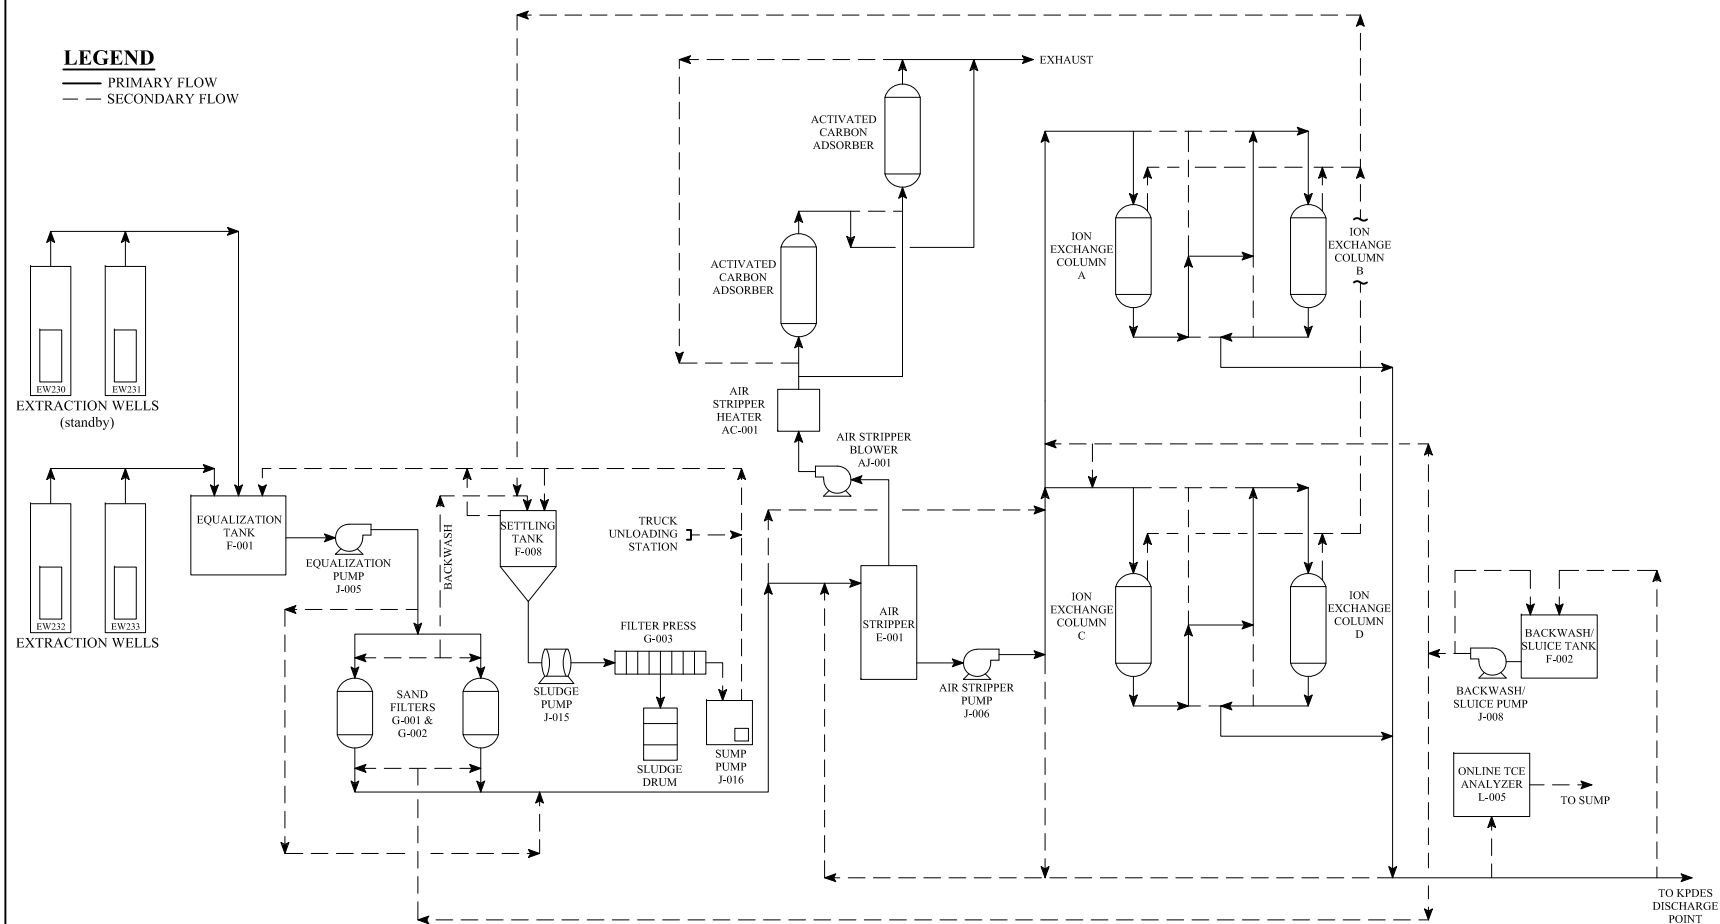 LEGEND
PRIMARY FLOW
SECONDARY FLOW
EXHAUST
ACTIVATED
CARBON
ADSORBER
ACTIVATED
CARBON
ADSORBER
ION
EXCHANGE
COLUMN
A
ION
EXCHANGE
COLUMN
B
EW230
EW231
EXTRACTION WELLS
(standby)
AIR
STRIPPER
HEATER
AC-001
AIR STRIPPER
BLOWER
AJ-001
EQUALIZATION
TANK
F-001
EQUALIZATION
PUMP
J-005
BACKWASH
SETTLING
TANK
F-008
TRUCK
UNLOADING
STATION
EW232
EW233
EXTRACTION WELLS
SAND
FILTERS
G-001 &
G-002
SLUDGE
PUMP
J-015
FILTER PRESS
G-003
SLUDGE
DRUM
SUMP
PUMP
J-016
AIR
STRIPPER
E-001
AIR STRIPPER
PUMP
J-006
ION
EXCHANGE
COLUMN
C
ION
EXCHANGE
COLUMN
D
BACKWASH/
SLUICE TANK
F-002
BACKWASH/
SLUICE PUMP
J-008
ONLINE TCE
ANALYZER
L-005
TO SUMP
TO KPDES
DISCHARGE
POINT